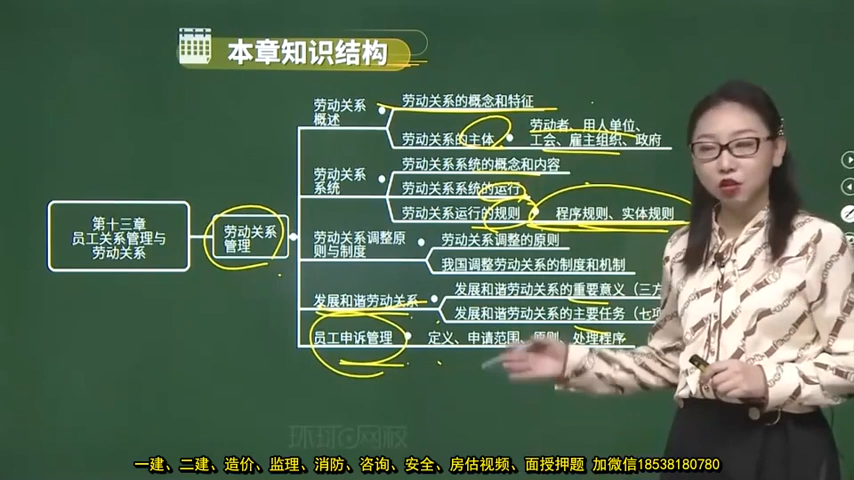 本章知识结构
第十三章
员工关系管理与
劳动关系
劳动关系
管理
劳动关系
概述
劳动关系的概念和特征
劳动关系的主体
劳动者、用人单位、
工会、雇主组织、政府
劳动关系
系统
劳动关系系统的概念和内容
劳动关系系统的运行
劳动关系运行的规则
程序规则、实体规则
劳动关系调整原
则与制度
劳动关系调整的原则
我国调整劳动关系的制度和机制
发展和谐劳动关系
发展和谐劳动关系的重要意义（三方
发展和谐劳动关系的主要任务（七项
员工申诉管理
定义、申请范围、原则、处理程序
环球网校
一建、二建、造价、监理、消防、咨询、安全、房估视频、面授押题 加微信18538180780